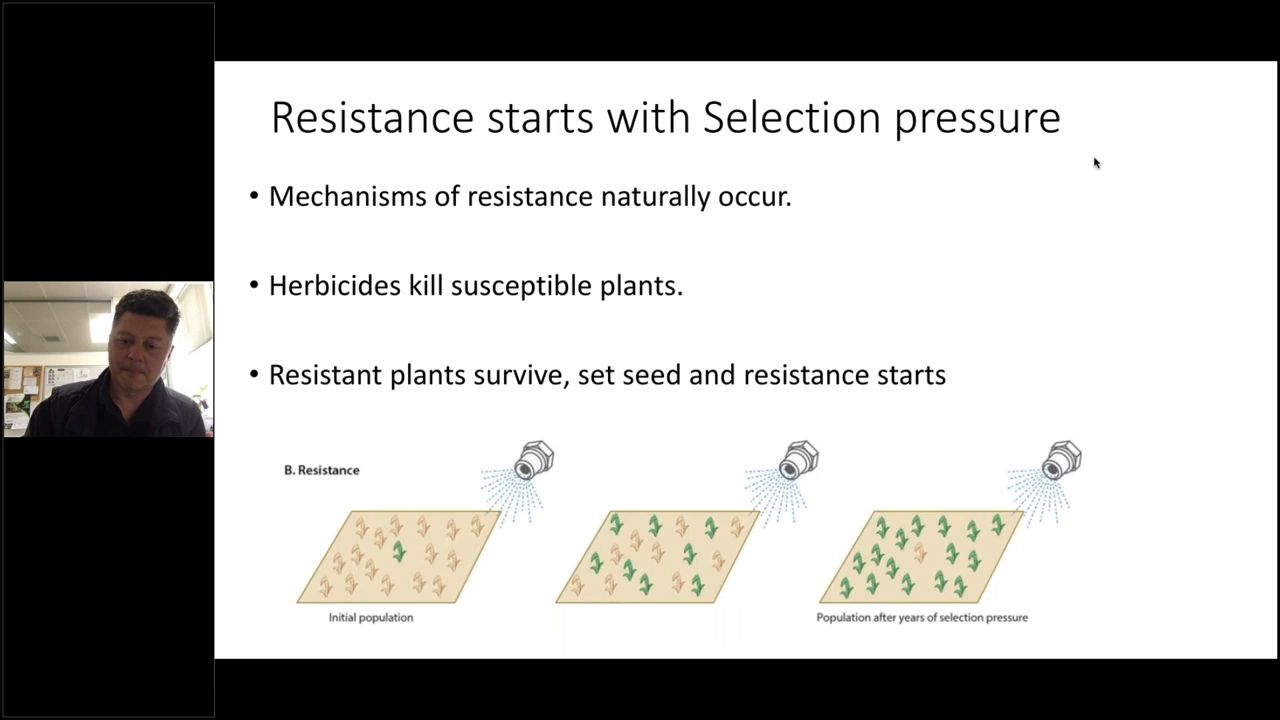 Resistance starts with Selection pressure
• Mechanisms of resistance naturally occur.
• Herbicides kill susceptible plants.
• Resistant plants survive, set seed and resistance starts
B. Resistance
Initial population
Population after years of selection pressure